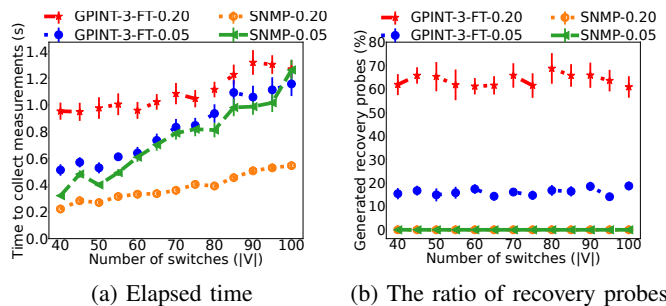 GPINT-3-FT-0.20 SNMP-0.20
GPINT-3-FT-0.05 SNMP-0.05
Time to collect measurements (s)
1.4
1.2
1.0
0.8
0.6
0.4
0.2
0.0
40 50 60 70 80 90 100
Number of switches (|V|)
(a) Elapsed time
GPINT-3-FT-0.20 SNMP-0.20
GPINT-3-FT-0.05 SNMP-0.05
Generated recovery probes (%)
80
70
60
50
40
30
20
10
0
40 50 60 70 80 90 100
Number of switches (|V|)
(b) The ratio of recovery probes